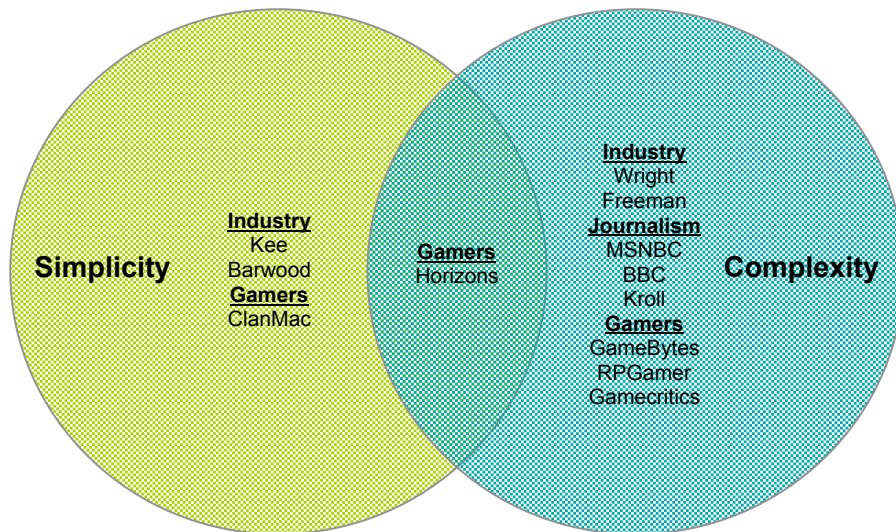 Simplicity
Industry
Kee
Barwood
Gamers
ClanMac
Gamers
Horizons
Industry
Wright
Freeman
Journalism
MSNBC
BBC
Kroll
Gamers
GameBytes
RPGamer
Gamecritics
Complexity